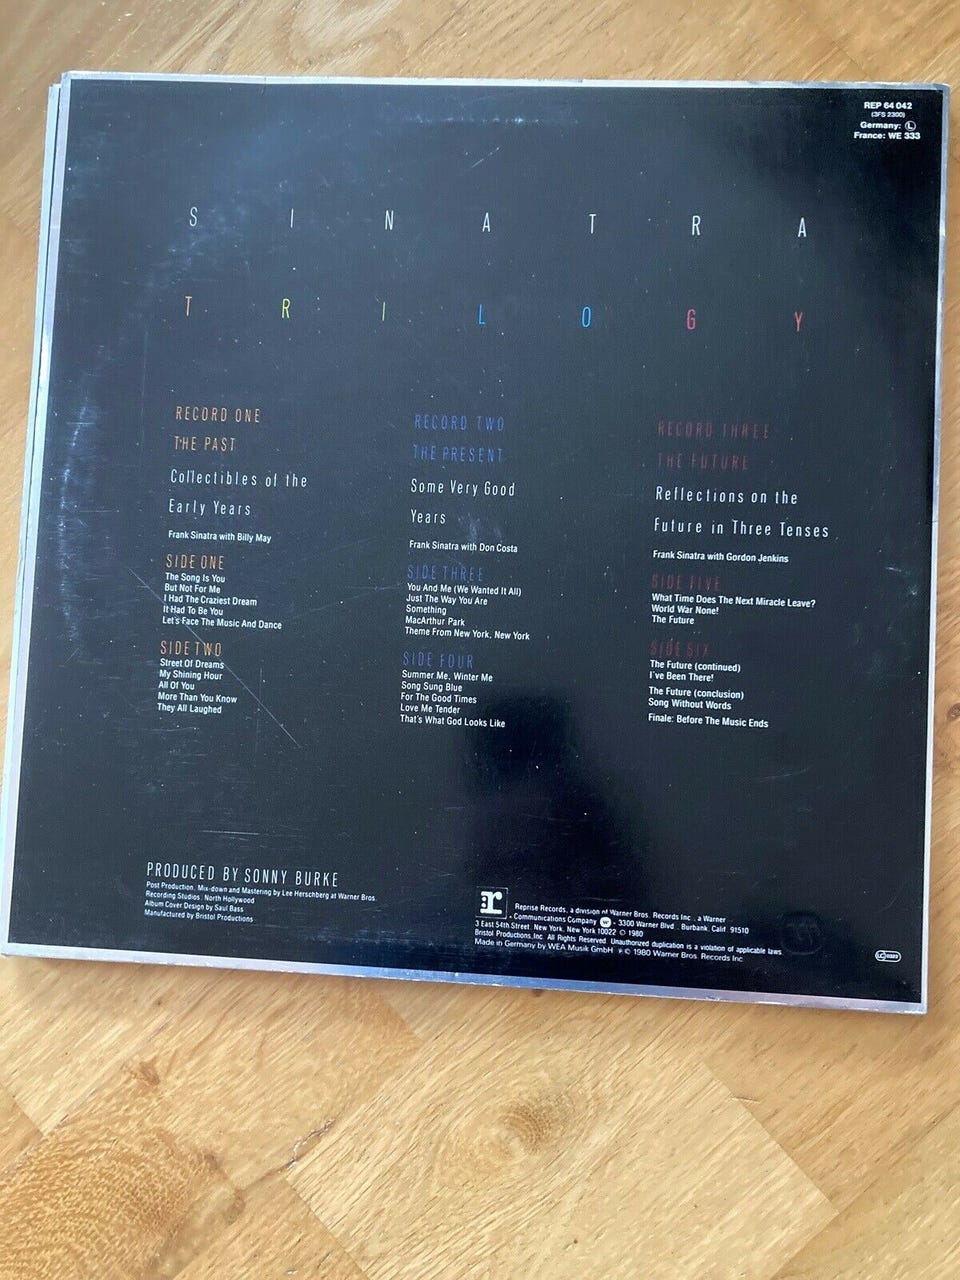 REP 64 042
(3FS 2300)
Germany: Ⓛ
France: WE 333
SINATRA
TRILOGY
RECORD ONE
THE PAST
Collectibles of the
Early Years
Frank Sinatra with Billy May
SIDE ONE
The Song Is You
But Not For Me
I Had The Craziest Dream
It Had To Be You
Let's Face The Music And Dance
SIDE TWO
Street Of Dreams
My Shining Hour
All Of You
More Than You Know
They All Laughed
RECORD TWO
THE PRESENT
Some Very Good
Years
Frank Sinatra with Don Costa
SIDE THREE
You And Me (We Wanted It All)
Just The Way You Are
Something
MacArthur Park
Theme From New York, New York
SIDE FOUR
Summer Me, Winter Me
Song Sung Blue
For The Good Times
Love Me Tender
That's What God Looks Like
RECORD THREE
THE FUTURE
Reflections on the
Future in Three Tenses
Frank Sinatra with Gordon Jenkins
SIDE FIVE
What Time Does The Next Miracle Leave?
World War None!
The Future
SIDE SIX
The Future (continued)
I've Been There!
The Future (conclusion)
Song Without Words
Finale: Before The Music Ends
PRODUCED BY SONNY BURKE
Post Production, Mix-down and Mastering by Lee Herschberg at Warner Bros.
Recording Studios, North Hollywood
Album Cover Design by Saul Bass
Manufactured by Bristol Productions
r
Reprise Records, a division of Warner Bros. Records Inc., a Warner
Communications Company W - 3300 Warner Blvd., Burbank, Calif. 91510
3 East 54th Street, New York, New York 10022 © 1980
Bristol Productions, Inc. All Rights Reserved. Unauthorized duplication is a violation of applicable laws.
Made in Germany by WEA Musik GmbH ℗ © 1980 Warner Bros. Records Inc